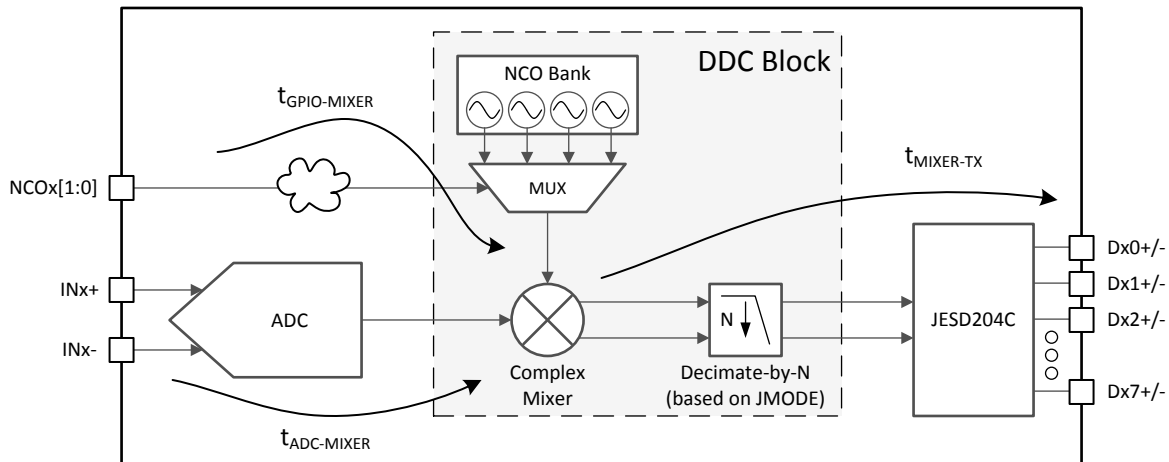 NCO Bank
DDC Block
tGPIO-MIXER
tMIXER-TX
NCOx[1:0]
MUX
INx+
INx-
ADC
Complex
Mixer
N
Decimate-by-N
(based on JMODE)
JESD204C
Dx0+/-
Dx1+/-
Dx2+/-
Dx7+/-
tADC-MIXER